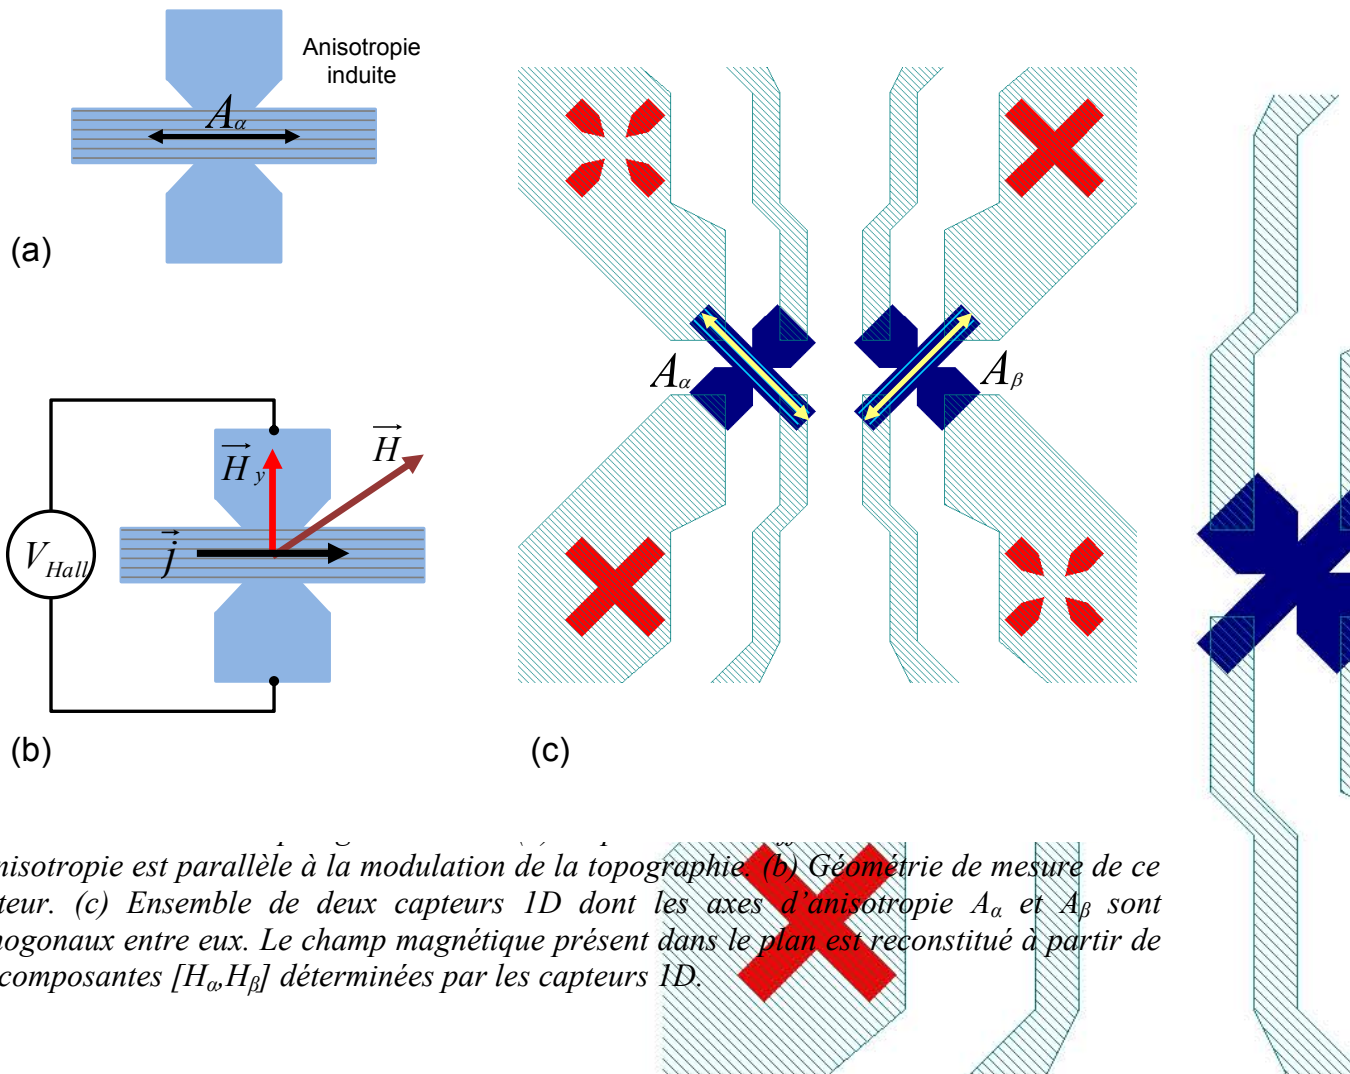 Anisotropie
induite
Aα
(a)
Aα
Aβ
H y
H
j
VHall
(b)
(c)
nisotropie est parallèle à la modulation de la topographie. (b) Géométrie de mesure de ce
teur. (c) Ensemble de deux capteurs 1D dont les axes d'anisotropie Aα et Aβ sont
hogonaux entre eux. Le champ magnétique présent dans le plan est reconstitué à partir de
composantes [Hα,Hβ] déterminées par les capteurs 1D.